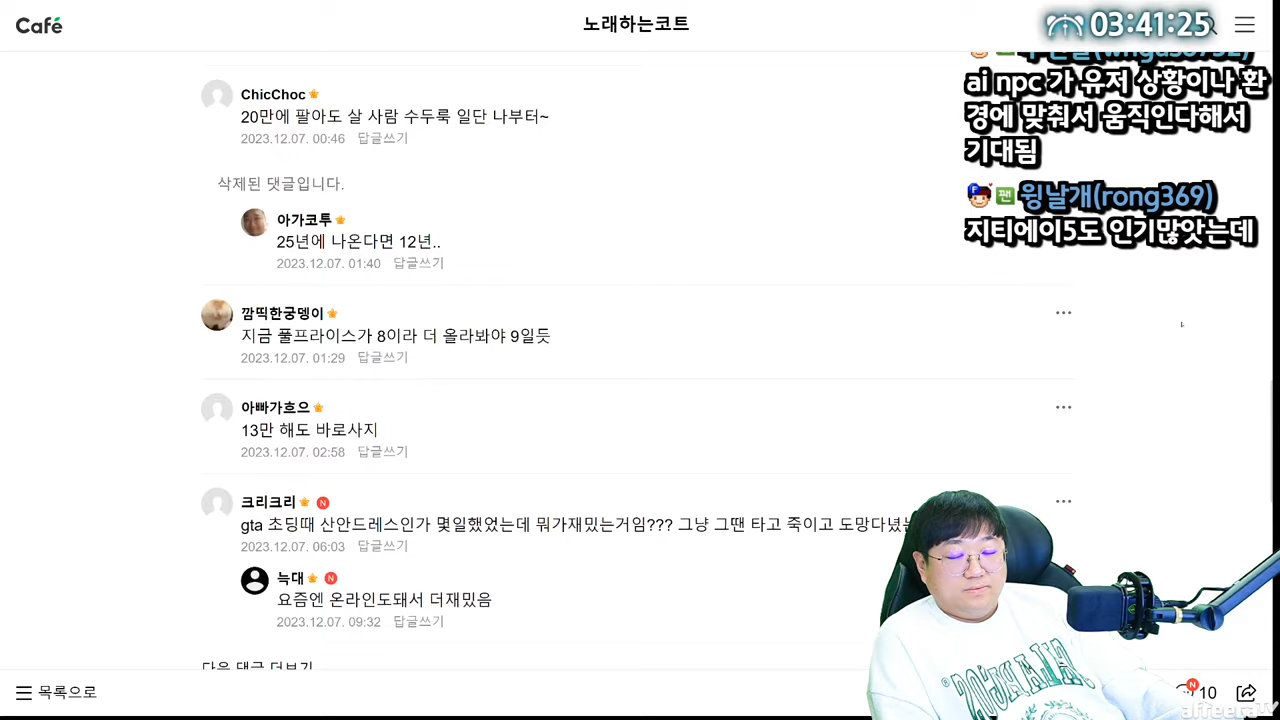 Café
노래하는코트
03:41:25
ChicChoc
20만에 팔아도 살 사람 수두룩 일단 나부터~
2023.12.07. 00:46 답글쓰기
삭제된 댓글입니다.
아가코투
25년에 나온다면 12년..
2023.12.07. 01:40 답글쓰기
깜띡한궁뎅이
지금 풀프라이스가 8이라 더 올라봐야 9일듯
2023.12.07. 01:29 답글쓰기
아빠가흐으
13만 해도 바로사지
2023.12.07. 02:58 답글쓰기
크리크리 N
gta 초딩때 산안드레스인가 몇일했었는데 뭐가재밌는거임??? 그냥 그땐 타고 죽이고 도망다녔
2023.12.07. 06:03 답글쓰기
늑대 N
요즘엔 온라인도돼서 더재밌음
2023.12.07. 09:32 답글쓰기
다음 댓글 더보기
목록으로
N 10
ai npc 가 유저 상황이나 환
경에 맞춰서 움직인다해서
기대됨
F 팬 윙날개(rong369)
지티에이5도 인기많앗는데
afreecaTV